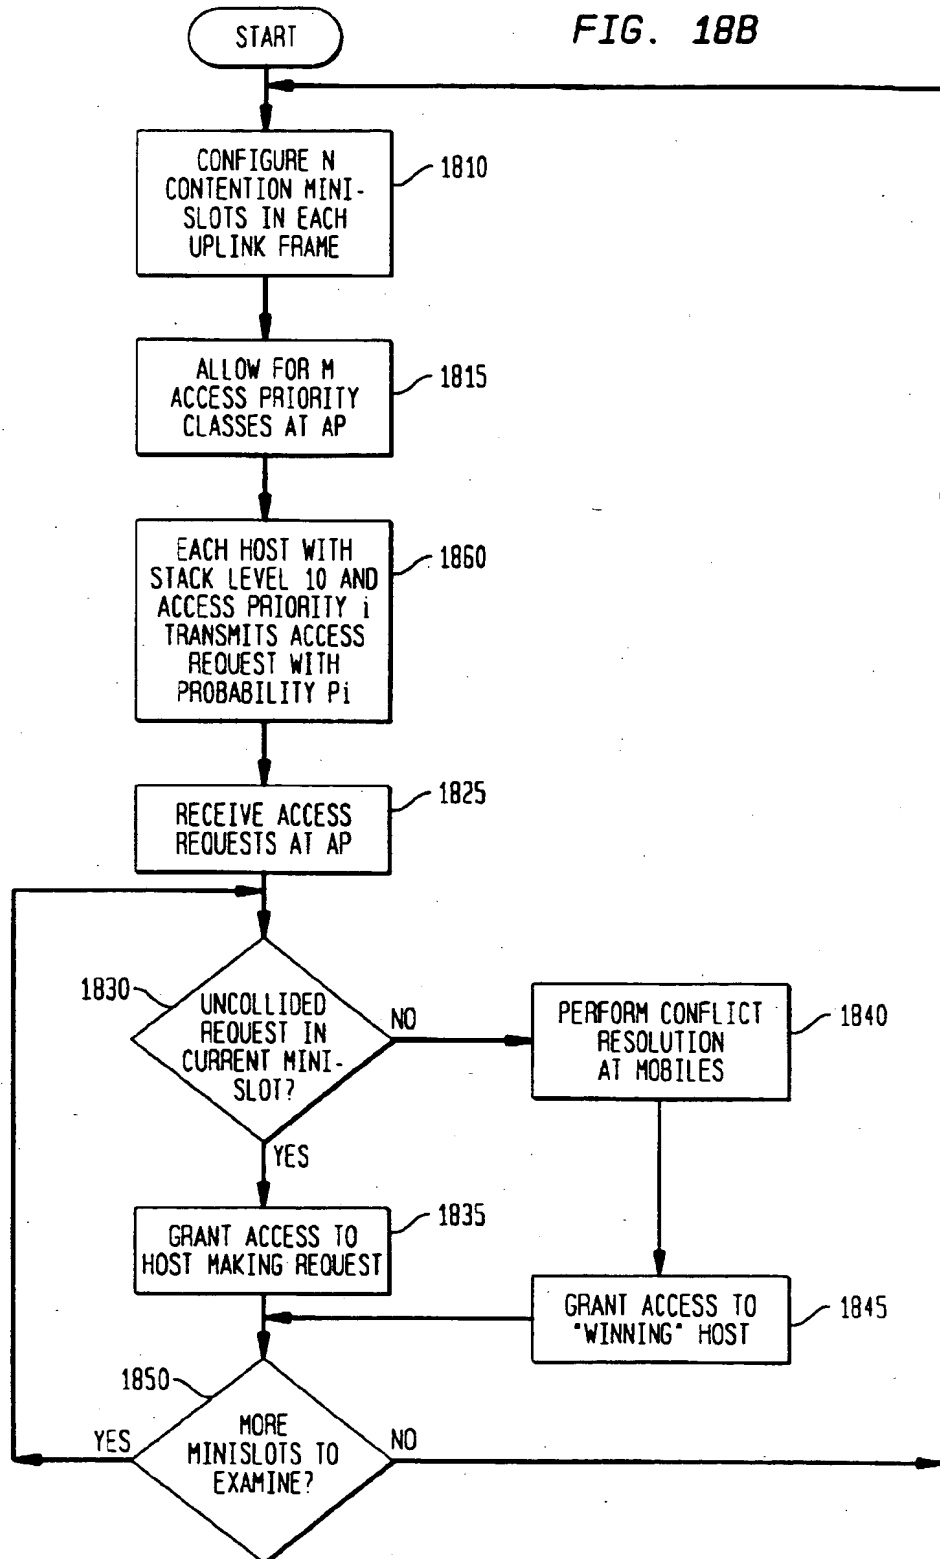 START
FIG. 18B
CONFIGURE N
CONTENTION MINI-
SLOTS IN EACH
UPLINK FRAME
1810
ALLOW FOR M
ACCESS PRIORITY
CLASSES AT AP
1815
EACH HOST WITH
STACK LEVEL 10 AND
ACCESS PRIORITY i
TRANSMITS ACCESS
REQUEST WITH
PROBABILITY Pi
1860
RECEIVE ACCESS
REQUESTS AT AP
1825
1830
UNCOLLIDED
REQUEST IN
CURRENT MINI-
SLOT?
NO
YES
PERFORM CONFLICT
RESOLUTION
AT MOBILES
1840
GRANT ACCESS TO
HOST MAKING REQUEST
1835
GRANT ACCESS TO
"WINNING" HOST
1845
1850
MORE
MINISLOTS TO
EXAMINE?
YES
NO